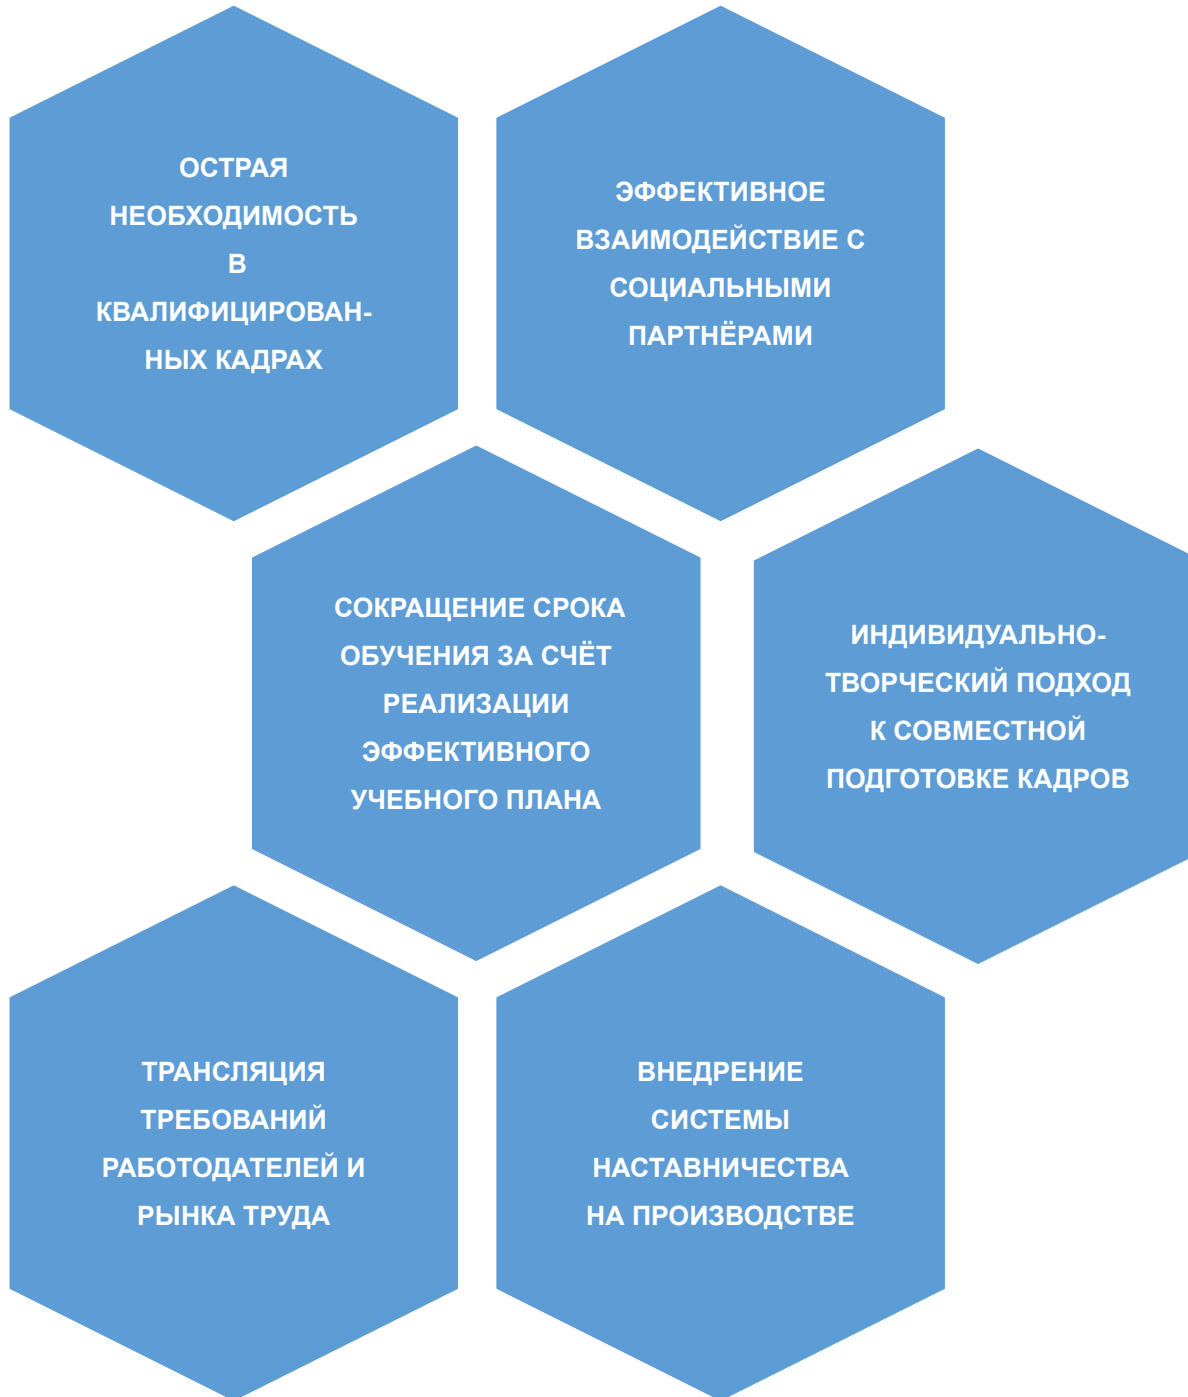 ОСТРАЯ
НЕОБХОДИМОСТЬ
В
КВАЛИФИЦИРОВАН-
НЫХ КАДРАХ
ЭФФЕКТИВНОЕ
ВЗАИМОДЕЙСТВИЕ С
СОЦИАЛЬНЫМИ
ПАРТНЁРАМИ
СОКРАЩЕНИЕ СРОКА
ОБУЧЕНИЯ ЗА СЧЁТ
РЕАЛИЗАЦИИ
ЭФФЕКТИВНОГО
УЧЕБНОГО ПЛАНА
ИНДИВИДУАЛЬНО-
ТВОРЧЕСКИЙ ПОДХОД
К СОВМЕСТНОЙ
ПОДГОТОВКЕ КАДРОВ
ТРАНСЛЯЦИЯ
ТРЕБОВАНИЙ
РАБОТОДАТЕЛЕЙ И
РЫНКА ТРУДА
ВНЕДРЕНИЕ
СИСТЕМЫ
НАСТАВНИЧЕСТВА
НА ПРОИЗВОДСТВЕ